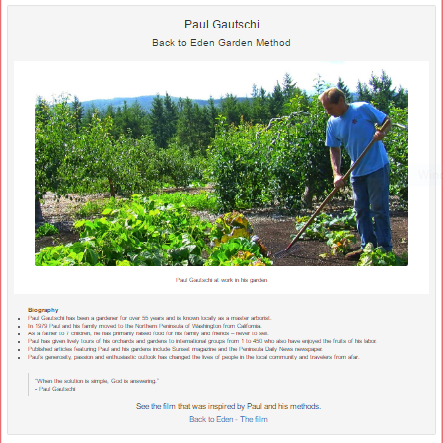 Paul Gautschi
Back to Eden Garden Method
Paul Gautschi at work in his garden
Biography
Paul Gautschi has been a gardener for over 55 years and is known locally as a master arborist.
In 1979 Paul and his family moved to the Northern Peninsula of Washington from California.
As a father to 7 children, he has primarily raised food for his family and friends – never to sell.
Paul has given lively tours of his orchards and gardens to international groups from 1 to 450 who also have enjoyed the fruits of his labor.
Published articles featuring Paul and his gardens include Sunset magazine and the Peninsula Daily News newspaper.
Paul's generosity, passion and enthusiastic outlook has changed the lives of people in the local community and travelers from afar.
"When the solution is simple, God is answering."
- Paul Gautschi
See the film that was inspired by Paul and his methods.
Back to Eden - The film